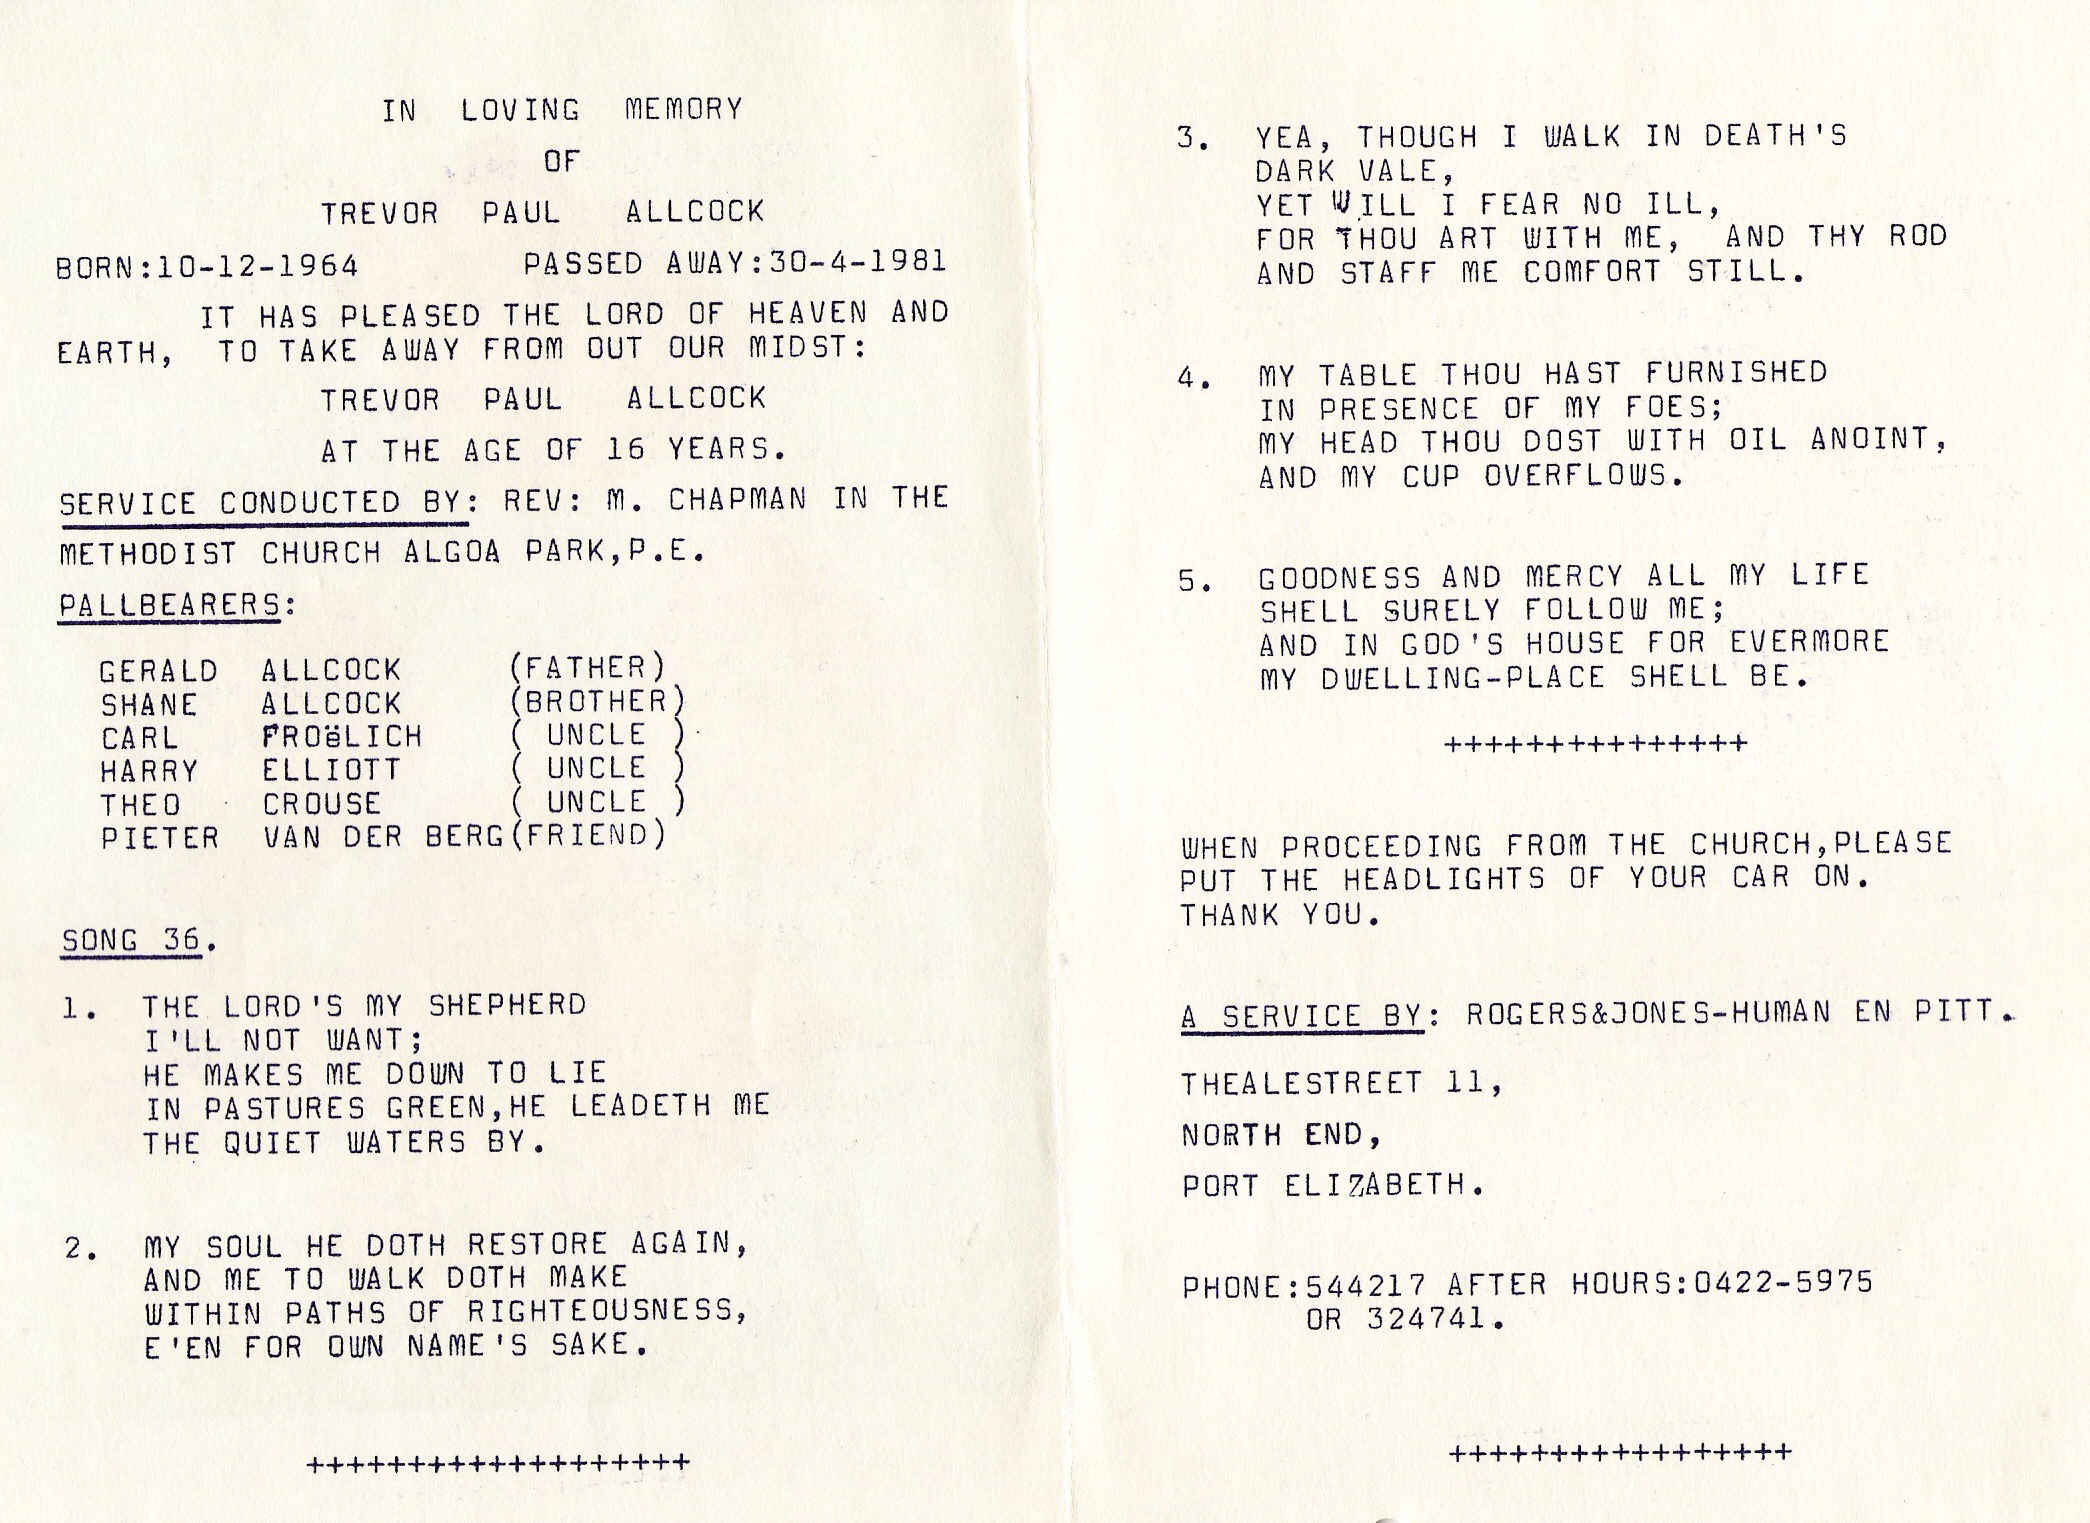 IN LOVING MEMORY
OF
TREVOR PAUL ALLCOCK
BORN:10-12-1964 PASSED AWAY:30-4-1981
IT HAS PLEASED THE LORD OF HEAVEN AND
EARTH, TO TAKE AWAY FROM OUT OUR MIDST:
TREVOR PAUL ALLCOCK
AT THE AGE OF 16 YEARS.
SERVICE CONDUCTED BY: REV: M. CHAPMAN IN THE
METHODIST CHURCH ALGOA PARK,P.E.
PALLBEARERS:
GERALD ALLCOCK (FATHER)
SHANE ALLCOCK (BROTHER)
CARL FROëLICH ( UNCLE )
HARRY ELLIOTT ( UNCLE )
THEO CROUSE ( UNCLE )
PIETER VAN DER BERG(FRIEND)
SONG 36.
1. THE LORD'S MY SHEPHERD
I'LL NOT WANT;
HE MAKES ME DOWN TO LIE
IN PASTURES GREEN,HE LEADETH ME
THE QUIET WATERS BY.
2. MY SOUL HE DOTH RESTORE AGAIN,
AND ME TO WALK DOTH MAKE
WITHIN PATHS OF RIGHTEOUSNESS,
E'EN FOR OWN NAME'S SAKE.
+++++++++++++++++++
3. YEA, THOUGH I WALK IN DEATH'S
DARK VALE,
YET WILL I FEAR NO ILL,
FOR THOU ART WITH ME, AND THY ROD
AND STAFF ME COMFORT STILL.
4. MY TABLE THOU HAST FURNISHED
IN PRESENCE OF MY FOES;
MY HEAD THOU DOST WITH OIL ANOINT,
AND MY CUP OVERFLOWS.
5. GOODNESS AND MERCY ALL MY LIFE
SHELL SURELY FOLLOW ME;
AND IN GOD'S HOUSE FOR EVERMORE
MY DWELLING-PLACE SHELL BE.
+++++++++++++++
WHEN PROCEEDING FROM THE CHURCH,PLEASE
PUT THE HEADLIGHTS OF YOUR CAR ON.
THANK YOU.
A SERVICE BY: ROGERS&JONES-HUMAN EN PITT.
THEALESTREET 11,
NORTH END,
PORT ELIZABETH.
PHONE:544217 AFTER HOURS:0422-5975
OR 324741.
+++++++++++++++++